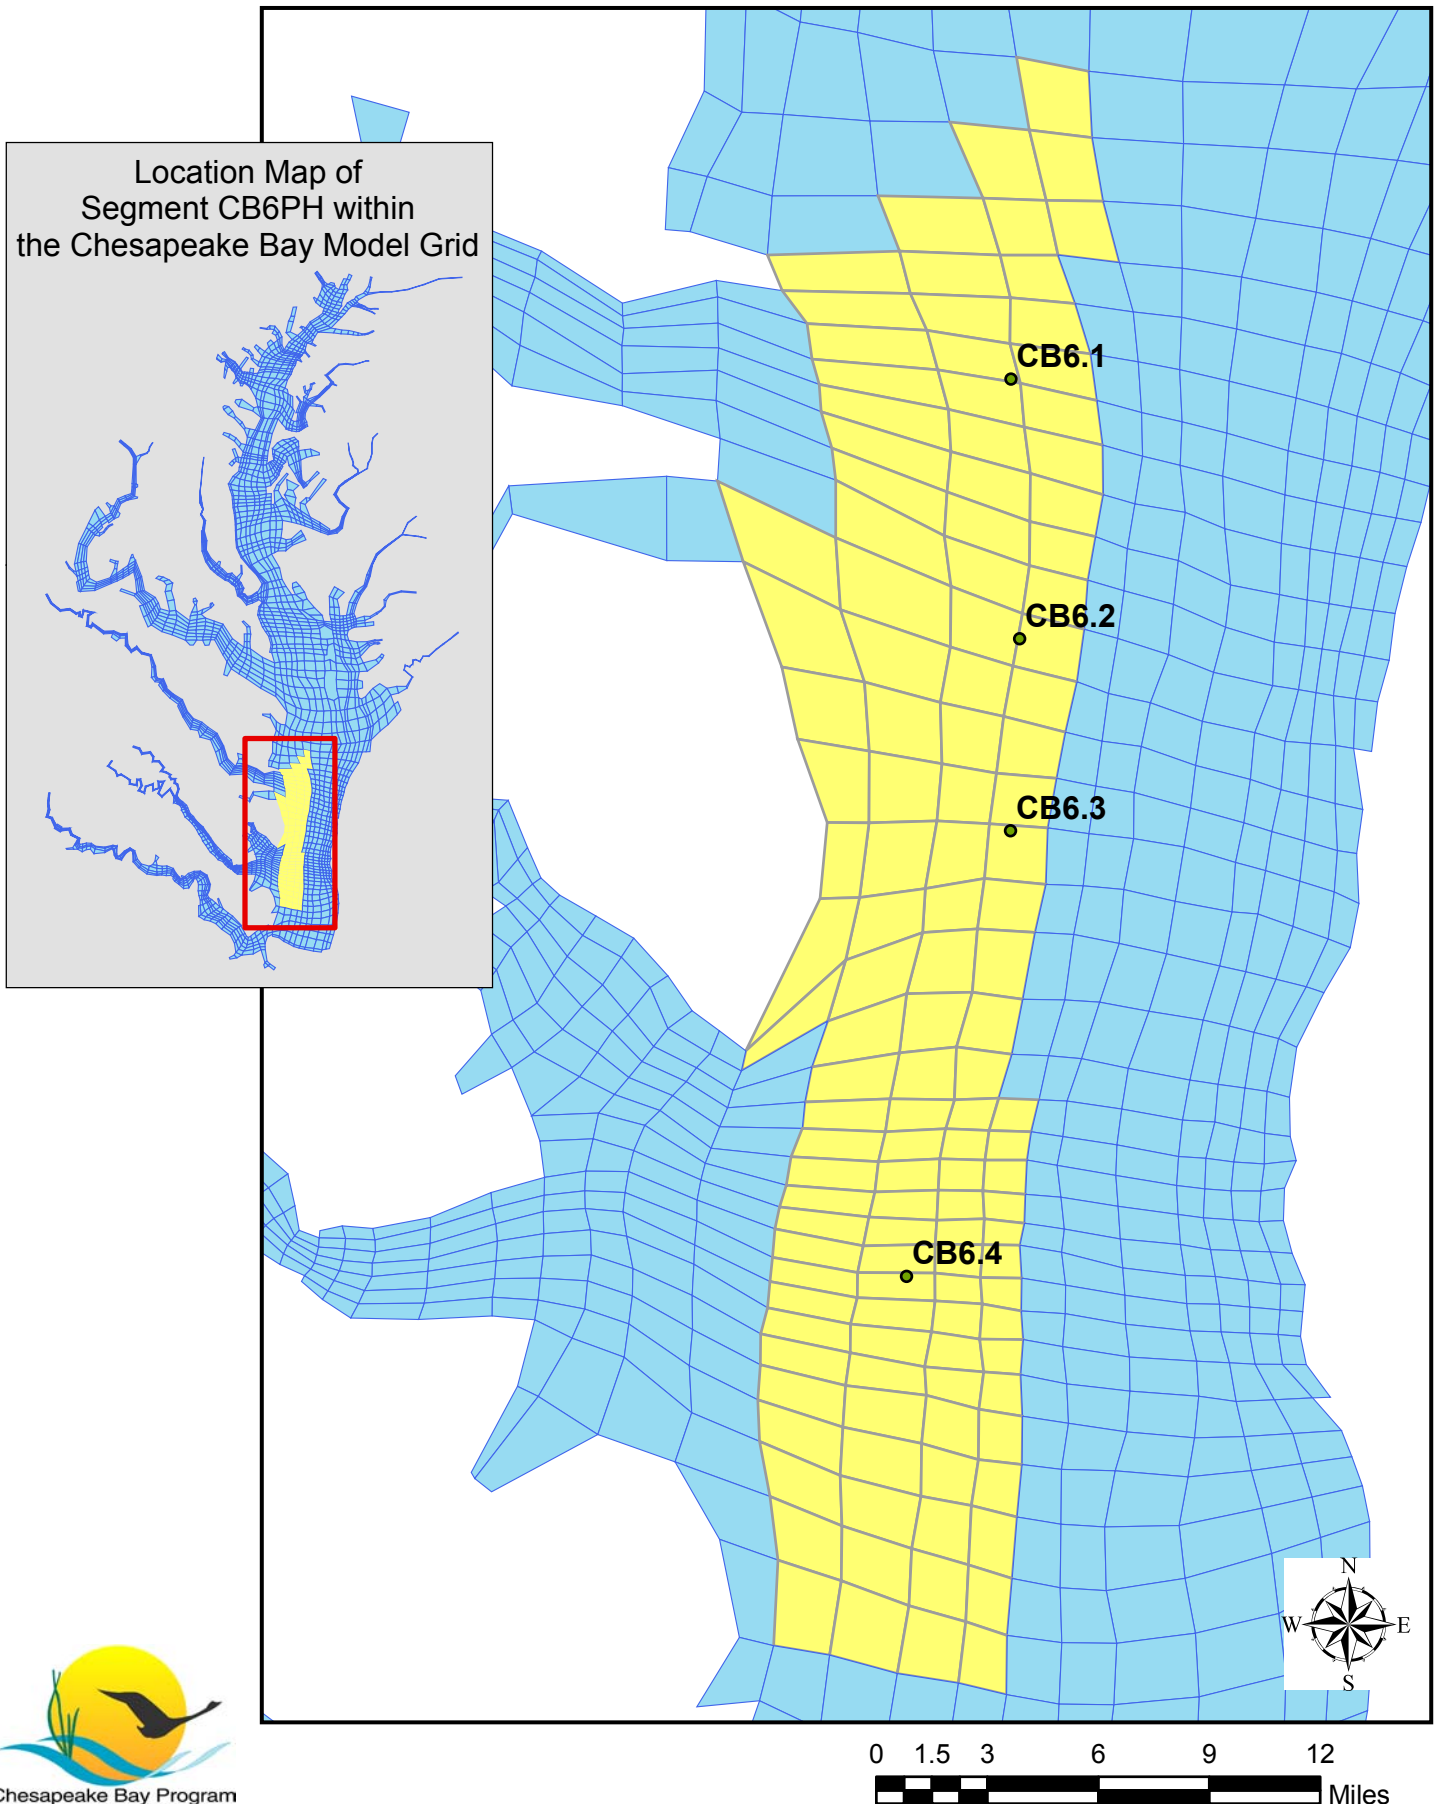 Location Map of
Segment CB6PH within
the Chesapeake Bay Model Grid
CB6.1
CB6.2
CB6.3
CB6.4
N
W E
S
0 1.5 3 6 9 12
Miles
Chesapeake Bay Program